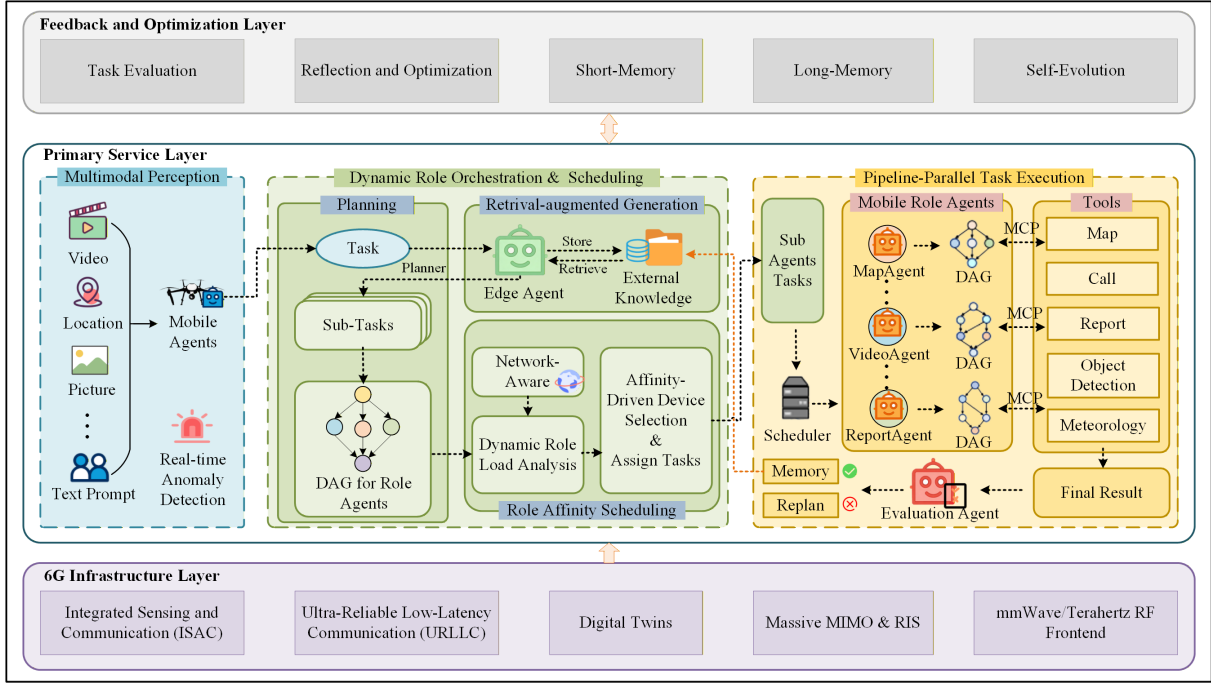 Feedback and Optimization Layer
Task Evaluation
Reflection and Optimization
Short-Memory
Long-Memory
Self-Evolution
Primary Service Layer
Multimodal Perception
Video
Location
Picture
Text Prompt
Mobile
Agents
Real-time
Anomaly
Detection
Dynamic Role Orchestration & Scheduling
Planning
Task
Planner
Sub-Tasks
DAG for Role
Agents
Retrival-augmented Generation
Edge Agent
Store
Retrieve
External
Knowledge
Network-
Aware
Dynamic Role
Load Analysis
Affinity-
Driven Device
Selection
&
Assign Tasks
Role Affinity Scheduling
Pipeline-Parallel Task Execution
Sub
Agents
Tasks
Scheduler
Mobile Role Agents
MapAgent
DAG
VideoAgent
DAG
ReportAgent
DAG
MCP
MCP
MCP
Tools
Map
Call
Report
Object
Detection
Meteorology
Memory
Replan
Evaluation Agent
Final Result
6G Infrastructure Layer
Integrated Sensing and
Communication (ISAC)
Ultra-Reliable Low-Latency
Communication (URLLC)
Digital Twins
Massive MIMO & RIS
mmWave/Terahertz RF
Frontend